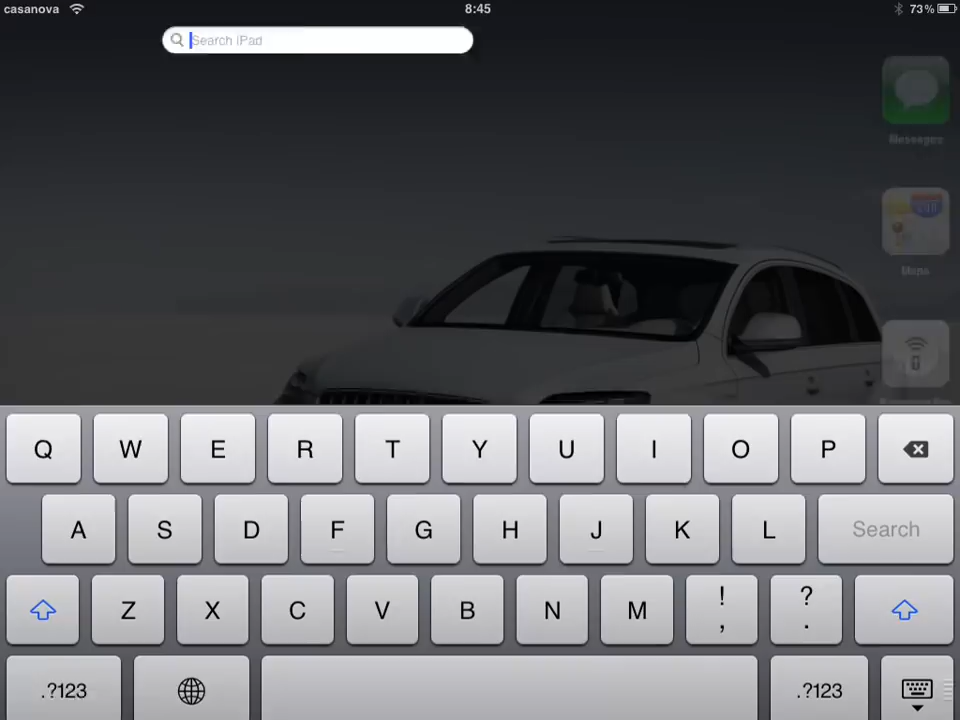 casanova 8:45 73%
Search iPad
Messages
Maps
Q W E R T Y U I O P
A S D F G H J K L Search
Z X C V B N M ! , ? .
.?123 .?123